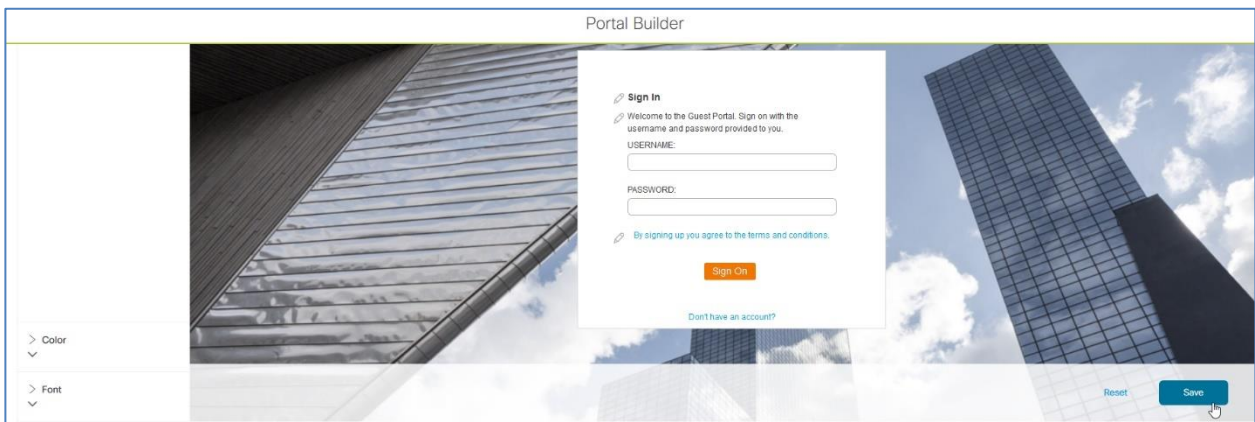 Portal Builder
Sign In
Welcome to the Guest Portal. Sign on with the
username and password provided to you.
USERNAME:
PASSWORD:
By signing up you agree to the terms and conditions.
Sign On
Don't have an account?
Color
Font
Reset
Save